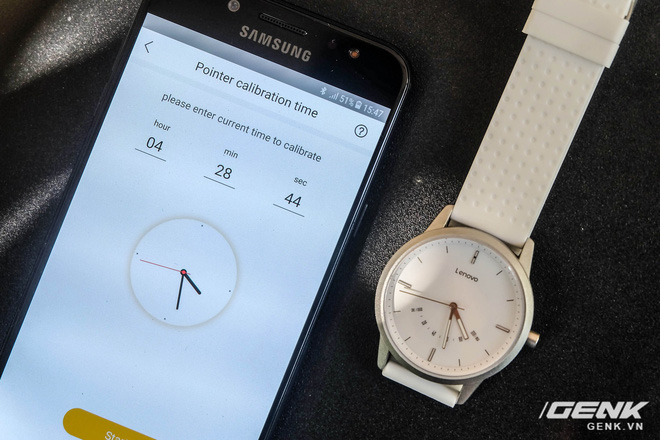 SAMSUNG
51% 15:47
Pointer calibration time
please enter current time to calibrate
hour min sec
04 28 44
Lenovo
GENK
GENK.VN